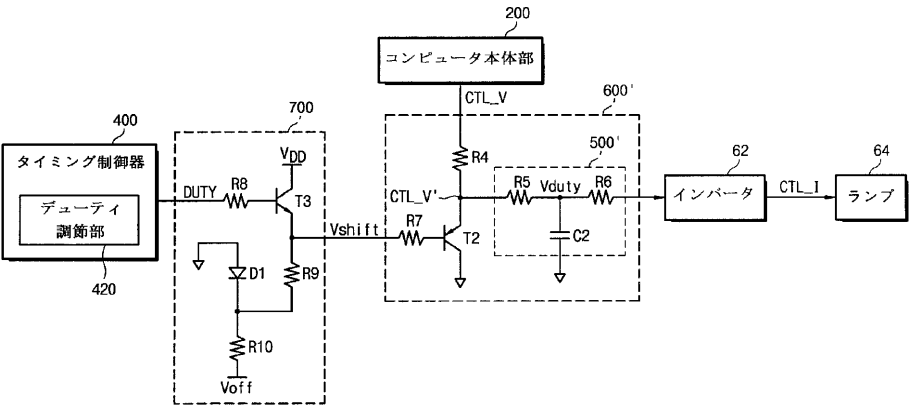 200
コンピュータ本体部
CTL_V
600'
400
タイミング制御器
デューティ
調節部
420
700
VDD
DUTY
R8
T3
Vshift
D1
R9
R10
Voff
R4
CTL_V'
R7
T2
500'
R5
Vduty
R6
C2
62
インバータ
CTL_I
64
ランプ